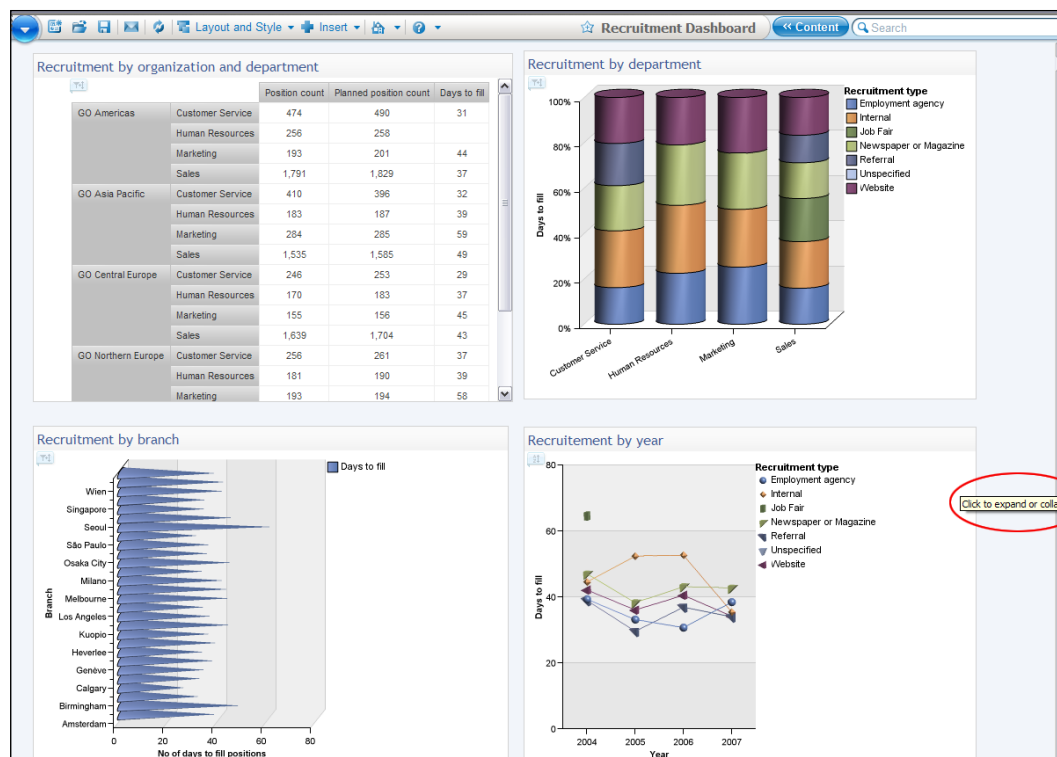 Layout and Style Insert Recruitment Dashboard « Content Search
Recruitment by organization and department
Position count Planned position count Days to fill
GO Americas Customer Service 474 490 31
Human Resources 256 258
Marketing 193 201 44
Sales 1,791 1,829 37
GO Asia Pacific Customer Service 410 396 32
Human Resources 183 187 39
Marketing 284 285 59
Sales 1,535 1,585 49
GO Central Europe Customer Service 246 253 29
Human Resources 170 183 37
Marketing 155 156 45
Sales 1,639 1,704 43
GO Northern Europe Customer Service 256 261 37
Human Resources 181 190 39
Marketing 193 194 58
Recruitment by department
100%
80%
60%
40%
20%
0%
Days to fill
Customer Service
Human Resources
Marketing
Sales
Recruitment type
Employment agency
Internal
Job Fair
Newspaper or Magazine
Referral
Unspecified
Website
Recruitment by branch
Days to fill
Branch
Wien
Singapore
Seoul
São Paulo
Osaka City
Milano
Melbourne
Los Angeles
Kuopio
Heverlee
Genève
Calgary
Birmingham
Amsterdam
0 20 40 60 80
No of days to fill positions
Recruitement by year
80
60
40
20
0
Days to fill
2004 2005 2006 2007
Year
Recruitment type
Employment agency
Internal
Job Fair
Newspaper or Magazine
Referral
Unspecified
Website
Click to expand or colla